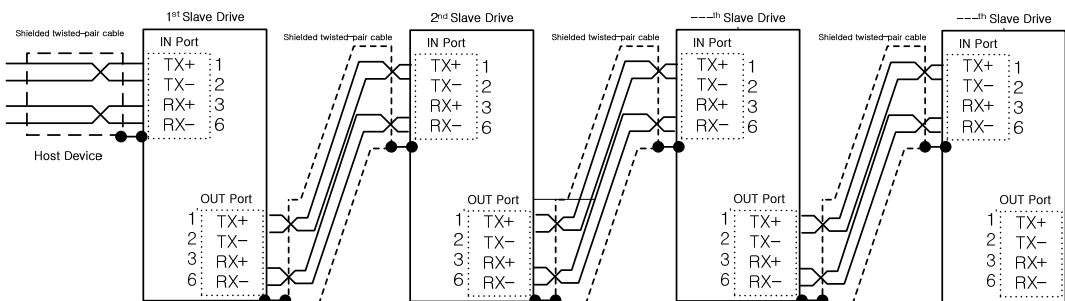 1st Slave Drive
Shielded twisted-pair cable
IN Port
TX+ 1
TX- 2
RX+ 3
RX- 6
Host Device
OUT Port
1 TX+
2 TX-
3 RX+
6 RX-
2nd Slave Drive
Shielded twisted-pair cable
IN Port
TX+ 1
TX- 2
RX+ 3
RX- 6
OUT Port
1 TX+
2 TX-
3 RX+
6 RX-
---th Slave Drive
Shielded twisted-pair cable
IN Port
TX+ 1
TX- 2
RX+ 3
RX- 6
OUT Port
1 TX+
2 TX-
3 RX+
6 RX-
---th Slave Drive
Shielded twisted-pair cable
IN Port
TX+ 1
TX- 2
RX+ 3
RX- 6
OUT Port
1 TX+
2 TX-
3 RX+
6 RX-